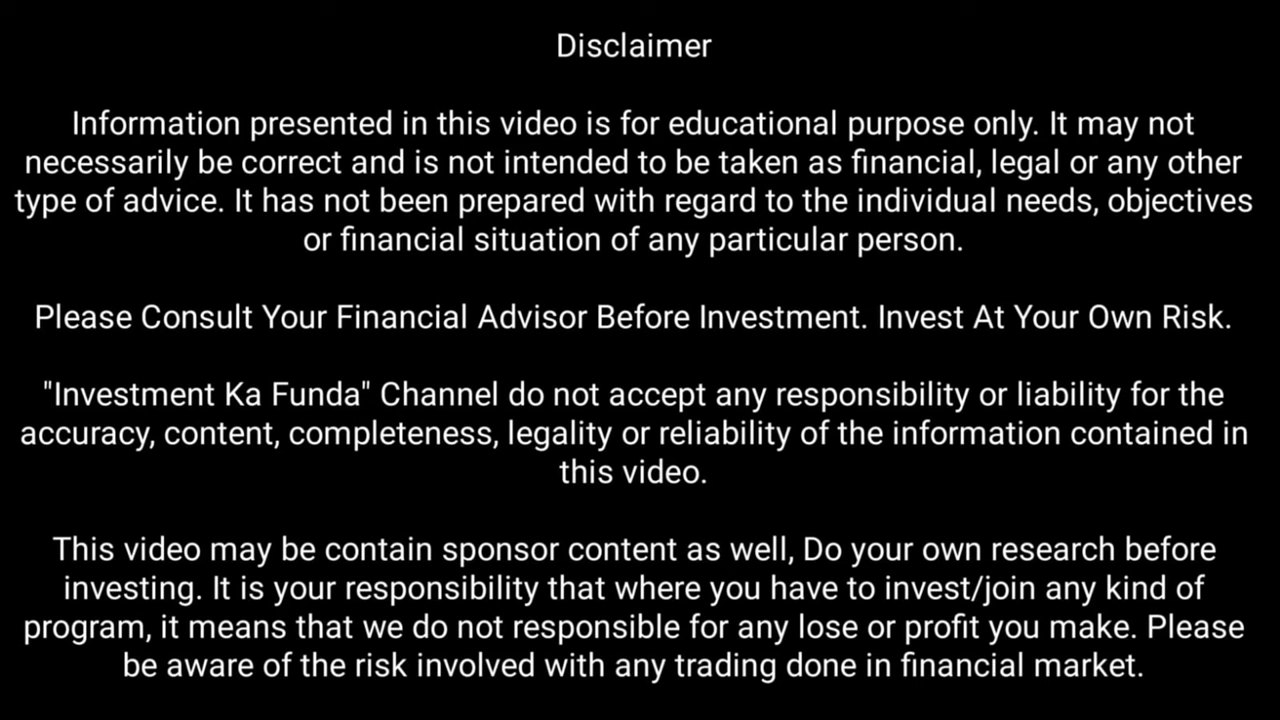 Disclaimer
Information presented in this video is for educational purpose only. It may not
necessarily be correct and is not intended to be taken as financial, legal or any other
type of advice. It has not been prepared with regard to the individual needs, objectives
or financial situation of any particular person.
Please Consult Your Financial Advisor Before Investment. Invest At Your Own Risk.
"Investment Ka Funda" Channel do not accept any responsibility or liability for the
accuracy, content, completeness, legality or reliability of the information contained in
this video.
This video may be contain sponsor content as well, Do your own research before
investing. It is your responsibility that where you have to invest/join any kind of
program, it means that we do not responsible for any lose or profit you make. Please
be aware of the risk involved with any trading done in financial market.